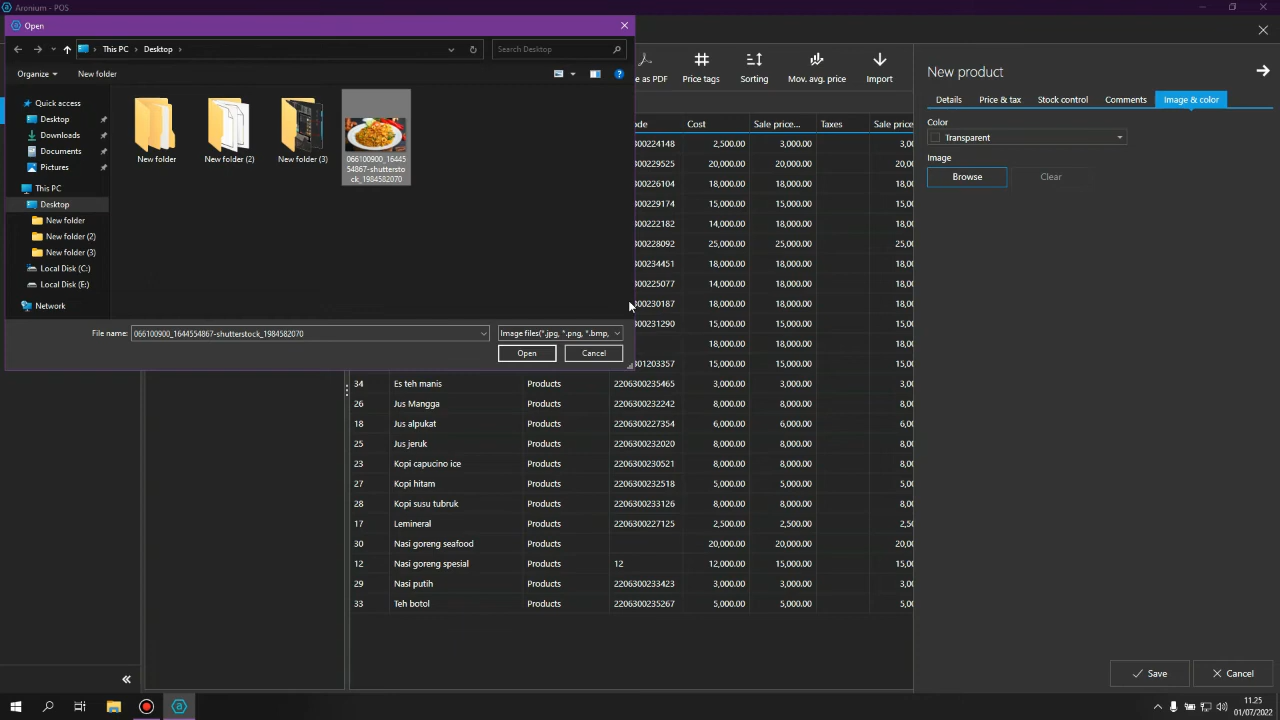 Aronium - POS
Open
This PC > Desktop >
Search Desktop
Organize
New folder
Quick access
Desktop
Downloads
Documents
Pictures
This PC
Desktop
New folder
New folder (2)
New folder (3)
Local Disk (C:)
Local Disk (E:)
Network
New folder
New folder (2)
New folder (3)
066100900_1644
554867-shuttersto
ck_1984582070
File name:
066100900_1644554867-shutterstock_1984582070
Image files(*.jpg, *.png, *.bmp,
Open
Cancel
as PDF
Price tags
Sorting
Mov. avg. price
Import
Cost Sale price... Taxes Sale pric
300224148 2,500.00 3,000.00
300229525 20,000.00 20,000.00
300226104 18,000.00 18,000.00
300229174 15,000.00 15,000.00
300222182 14,000.00 18,000.00
300228092 25,000.00 25,000.00
300234451 18,000.00 18,000.00
300225077 14,000.00 18,000.00
300230187 18,000.00 18,000.00
300231290 15,000.00 15,000.00
18,000.00 18,000.00
301203357 15,000.00 15,000.00
34 Es teh manis Products 2206300235465 3,000.00 3,000.00
26 Jus Mangga Products 2206300232242 8,000.00 8,000.00
18 Jus alpukat Products 2206300227354 6,000.00 6,000.00
25 Jus jeruk Products 2206300232020 8,000.00 8,000.00
23 Kopi capucino ice Products 2206300230521 8,000.00 8,000.00
27 Kopi hitam Products 2206300232518 5,000.00 5,000.00
28 Kopi susu tubruk Products 2206300233126 8,000.00 8,000.00
17 Lemineral Products 2206300227125 2,500.00 2,500.00
30 Nasi goreng seafood Products 20,000.00 20,000.00
12 Nasi goreng spesial Products 12 12,000.00 15,000.00
29 Nasi putih Products 2206300233423 3,000.00 3,000.00
33 Teh botol Products 2206300235267 5,000.00 5,000.00
New product
Details
Price & tax
Stock control
Comments
Image & color
Color
Transparent
Image
Browse
Clear
Save
Cancel
11.25
01/07/2022